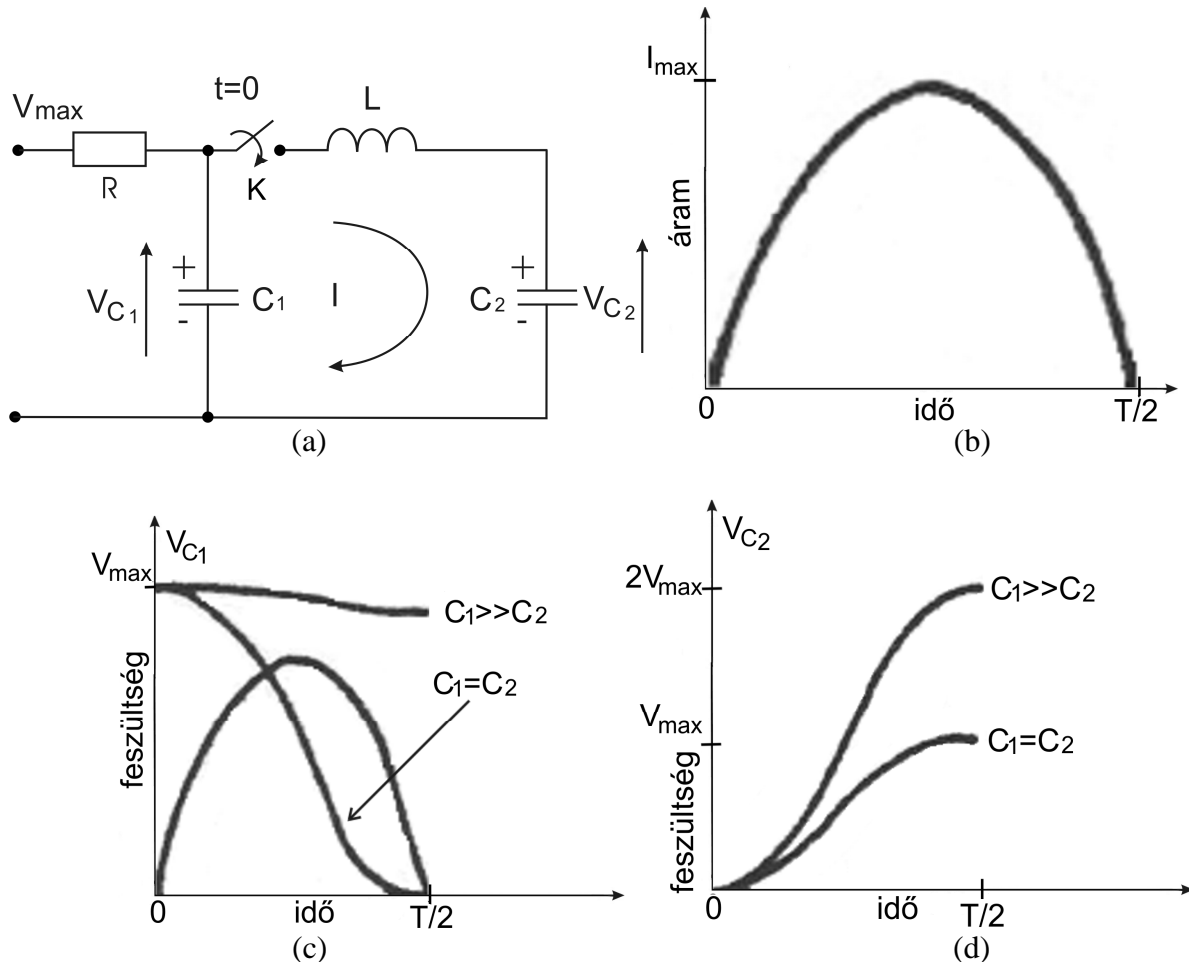 Vmax
R
t=0
K
L
VC1
+
-
C1
I
C2
+
-
VC2
(a)
Imax
áram
0
idő
T/2
(b)
VC1
Vmax
feszültség
C1>>C2
C1=C2
0
idő
T/2
(c)
VC2
2Vmax
Vmax
feszültség
C1>>C2
C1=C2
0
idő
T/2
(d)